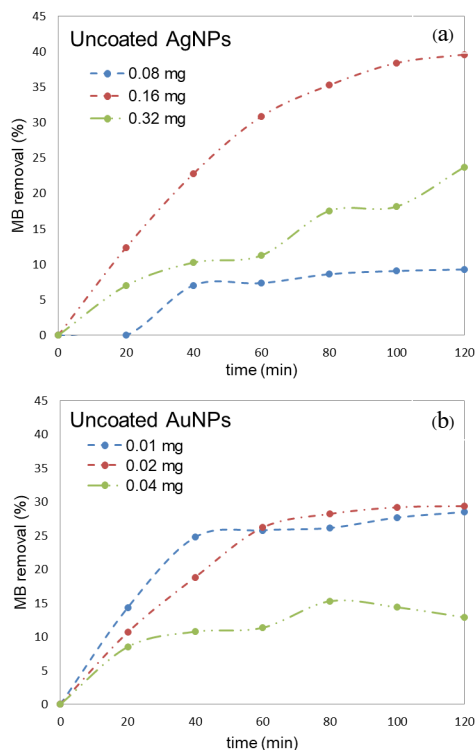 Uncoated AgNPs
(a)
0.08 mg
0.16 mg
0.32 mg
MB removal (%)
45
40
35
30
25
20
15
10
5
0
0 20 40 60 80 100 120
time (min)
Uncoated AuNPs
(b)
0.01 mg
0.02 mg
0.04 mg
MB removal (%)
45
40
35
30
25
20
15
10
5
0
0 20 40 60 80 100 120
time (min)